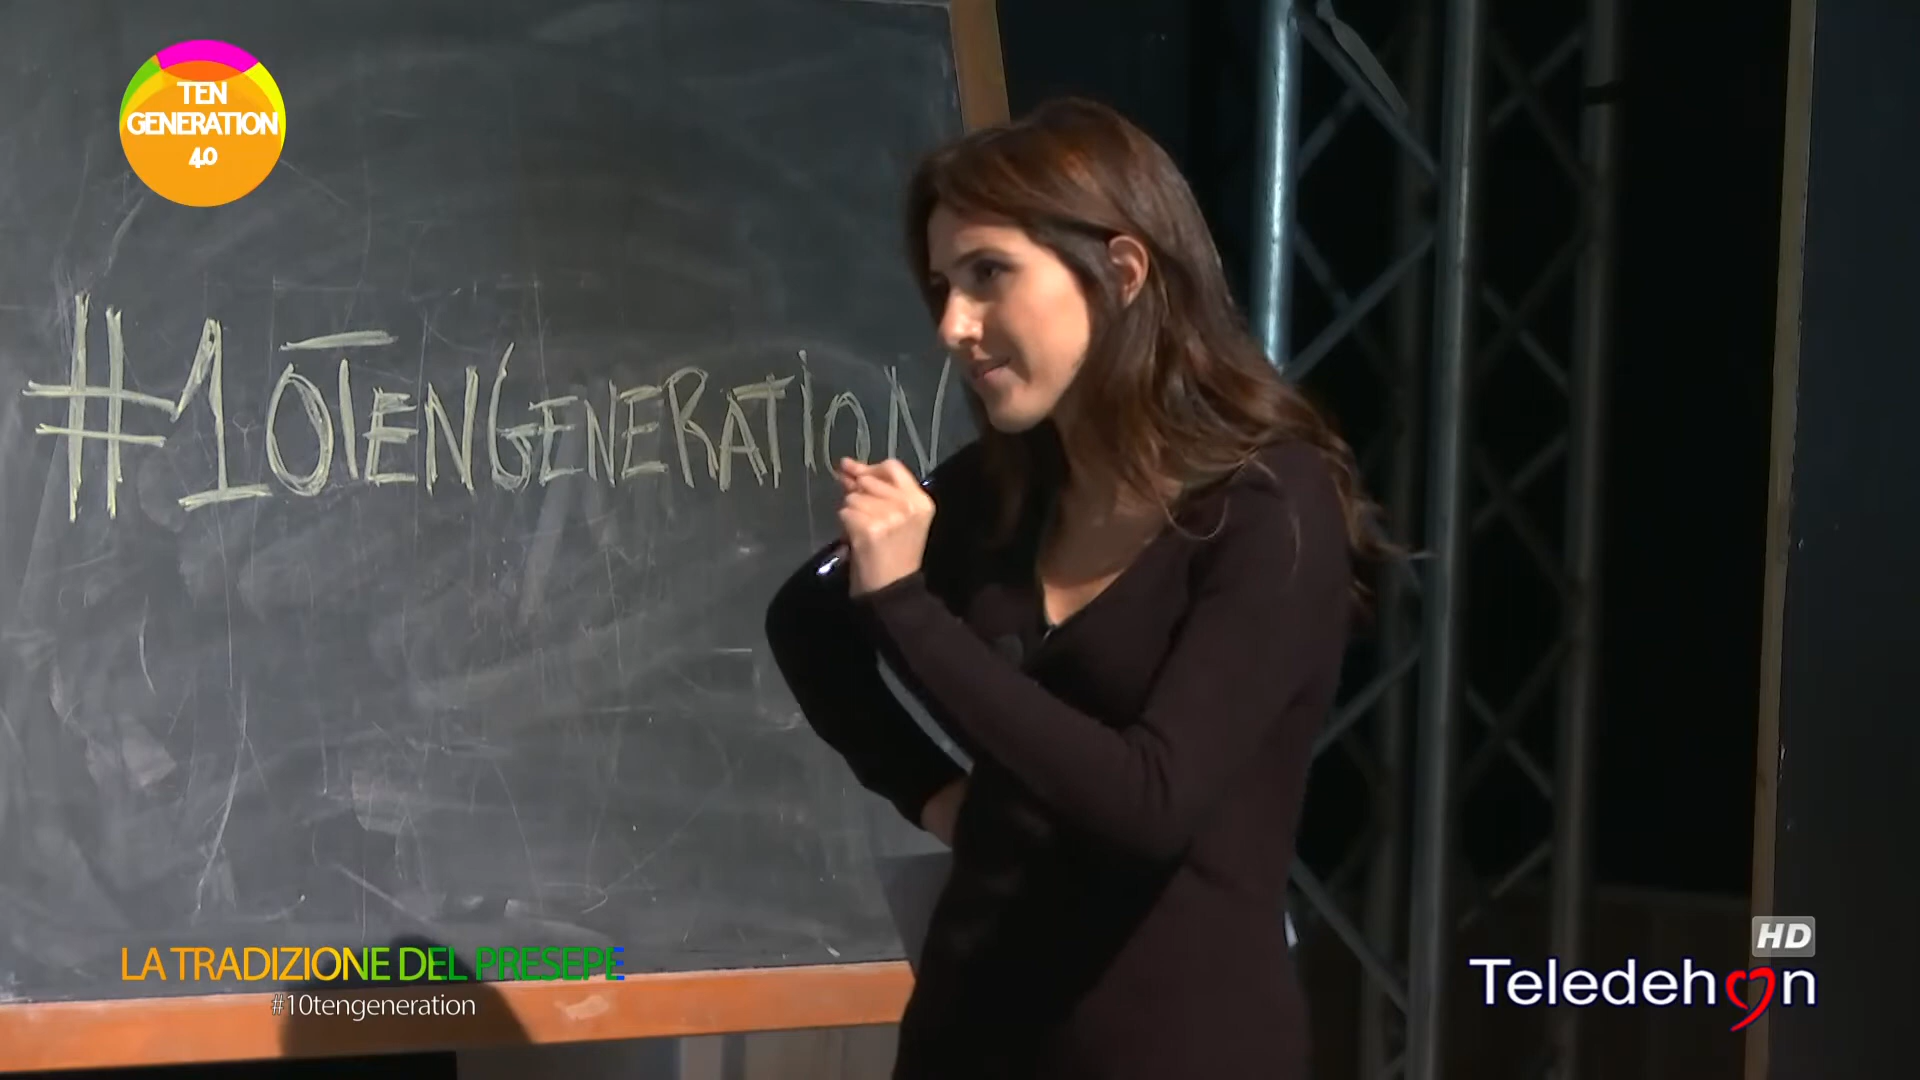 TEN
GENERATION
4.0
#10TENGENERATION
LA TRADIZIONE DEL PRESEPE
#10tengeneration
HD
Teledehon